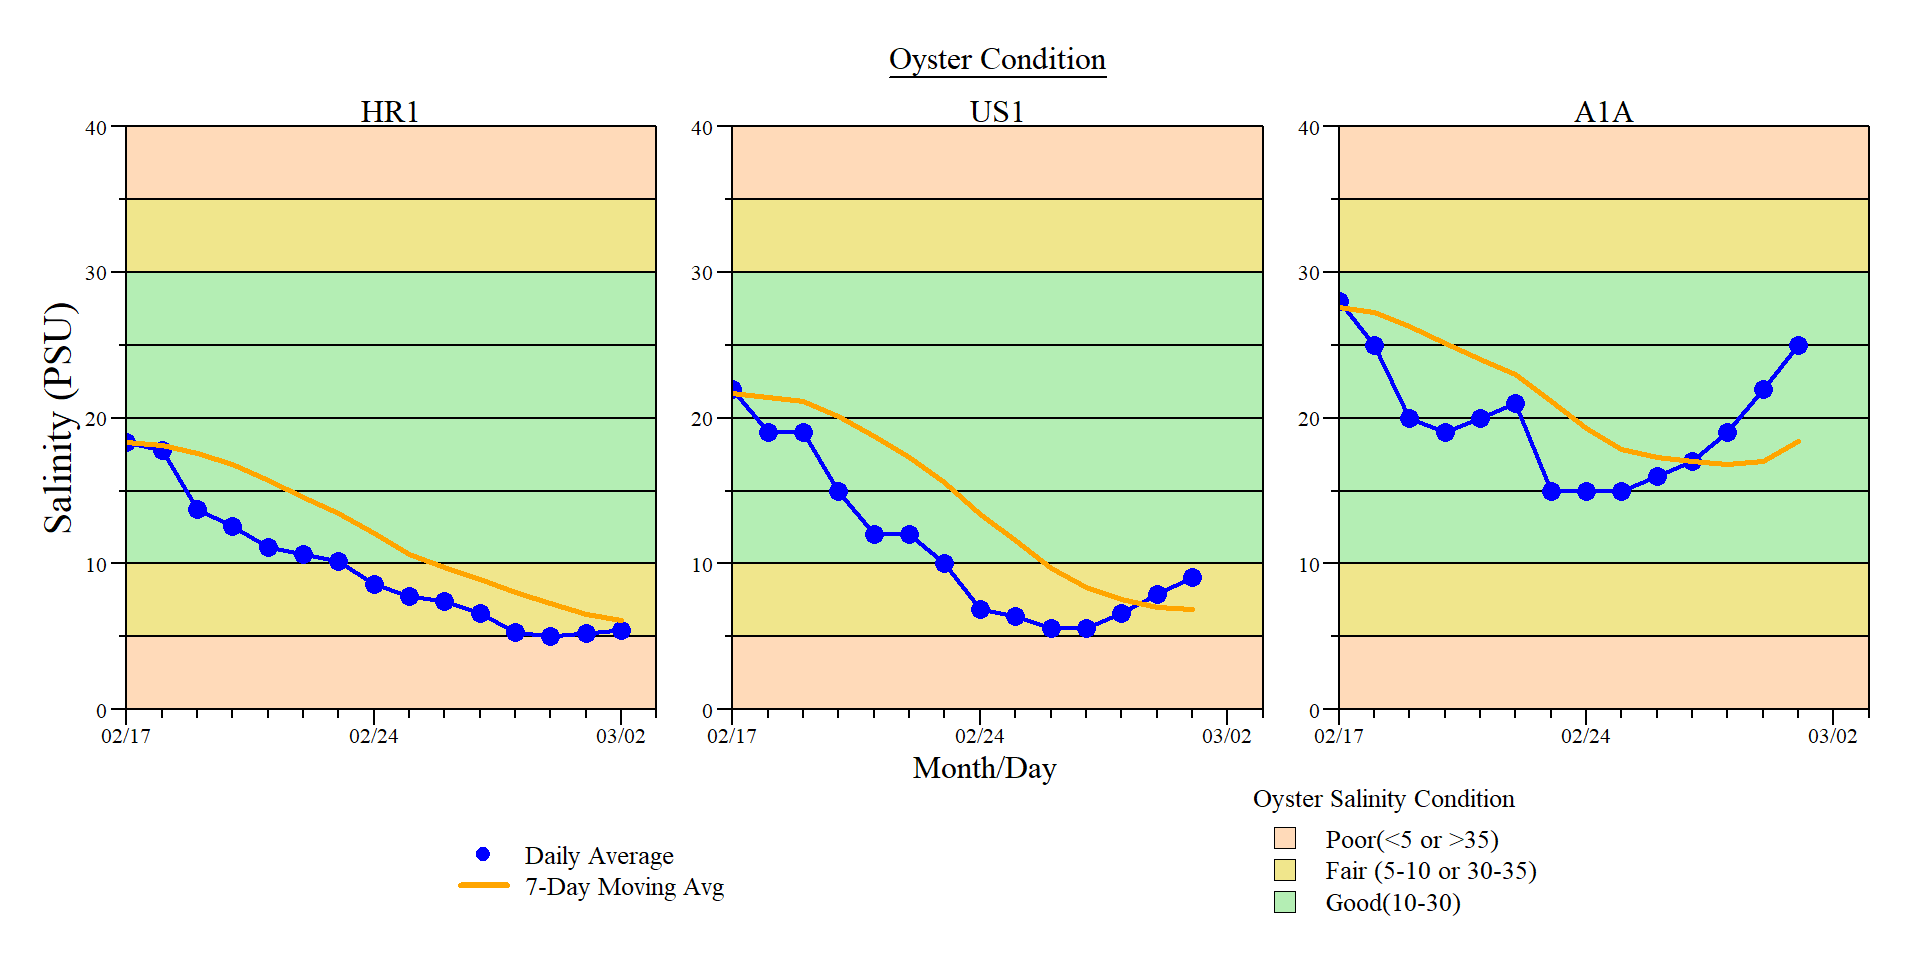 Oyster Condition
HR1
US1
A1A
Salinity (PSU)
40
30
20
10
0
02/17
02/24
03/02
40
30
20
10
0
02/17
02/24
03/02
40
30
20
10
0
02/17
02/24
03/02
Month/Day
Daily Average
7-Day Moving Avg
Oyster Salinity Condition
Poor(<5 or >35)
Fair (5-10 or 30-35)
Good(10-30)